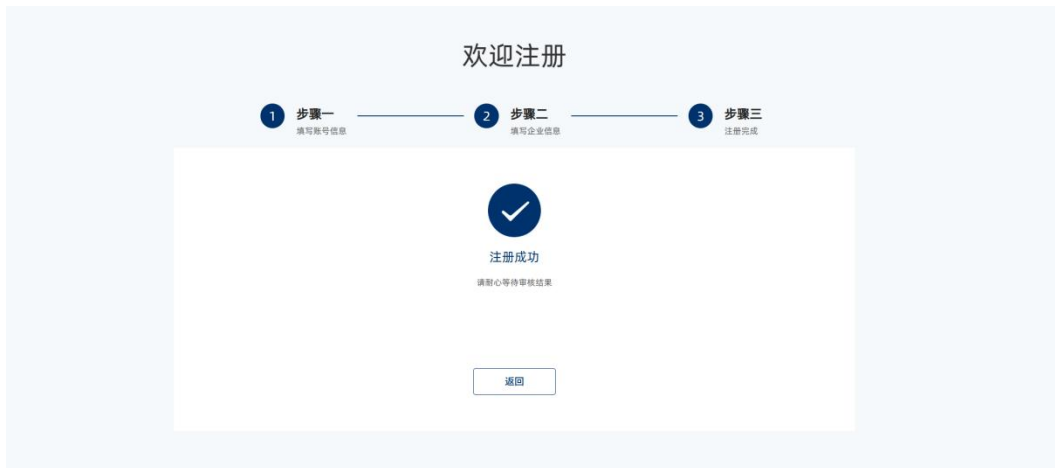 欢迎注册
1 步骤一 2 步骤二 3 步骤三
填写账号信息 填写企业信息 注册完成
注册成功
请耐心等待审核结果
返回